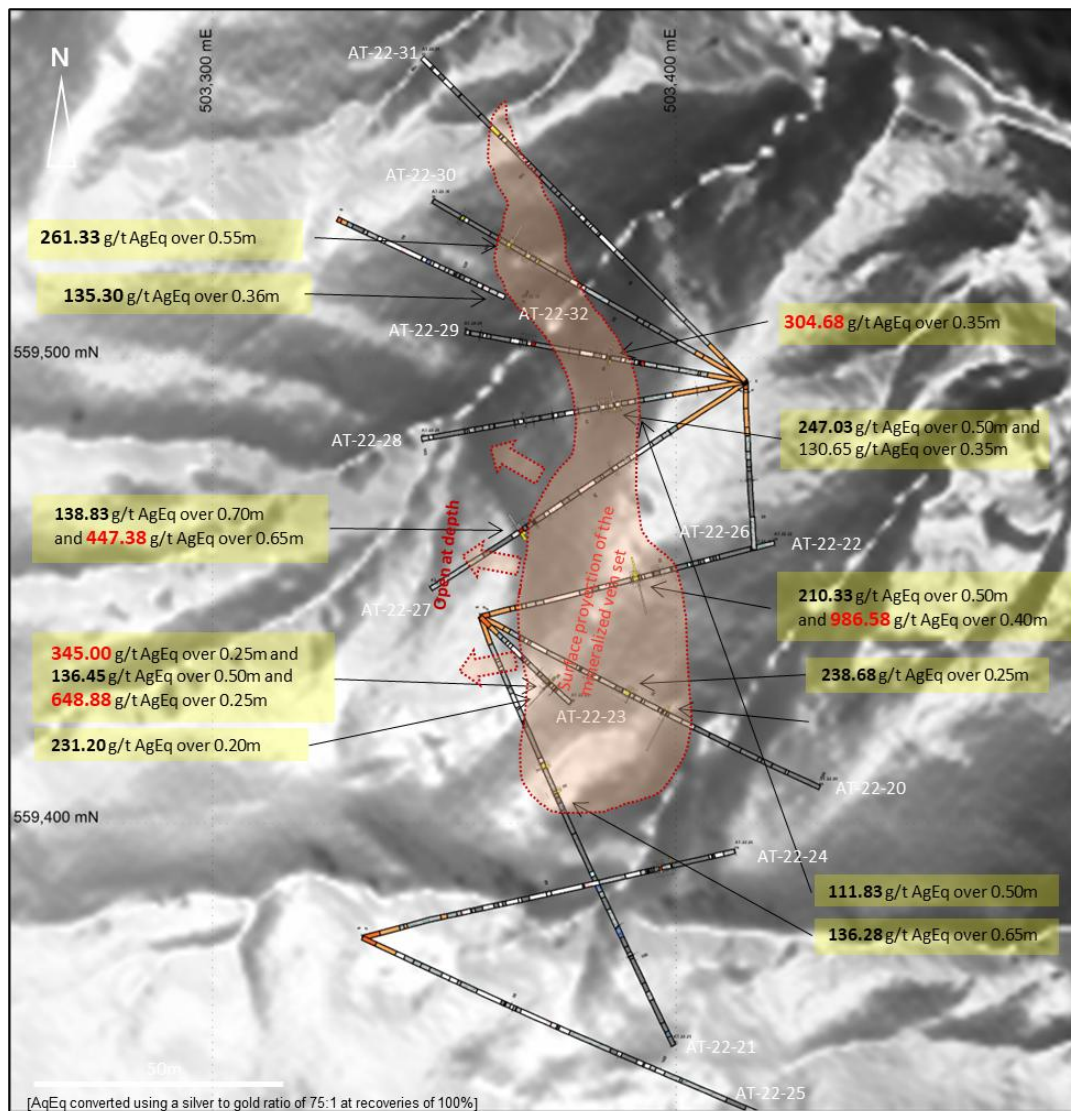 N
503,300 mE
503,400 mE
AT-22-31
AT-22-30
261.33 g/t AgEq over 0.55m
135.30 g/t AgEq over 0.36m
AT-22-32
AT-22-29
304.68 g/t AgEq over 0.35m
559,500 mN
AT-22-28
247.03 g/t AgEq over 0.50m and
130.65 g/t AgEq over 0.35m
138.83 g/t AgEq over 0.70m
and 447.38 g/t AgEq over 0.65m
Open at depth
AT-22-26
AT-22-22
AT-22-27
Surface proyection of the
mineralized vein set
210.33 g/t AgEq over 0.50m
and 986.58 g/t AgEq over 0.40m
345.00 g/t AgEq over 0.25m and
136.45 g/t AgEq over 0.50m and
648.88 g/t AgEq over 0.25m
238.68 g/t AgEq over 0.25m
AT-22-23
231.20 g/t AgEq over 0.20m
AT-22-20
559,400 mN
AT-22-24
111.83 g/t AgEq over 0.50m
136.28 g/t AgEq over 0.65m
AT-22-21
50m
AT-22-25
[AgEq converted using a silver to gold ratio of 75:1 at recoveries of 100%]